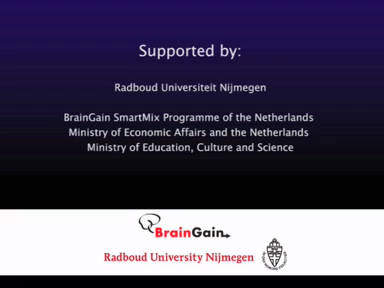 Supported by:
Radboud Universiteit Nijmegen
BrainGain SmartMix Programme of the Netherlands
Ministry of Economic Affairs and the Netherlands
Ministry of Education, Culture and Science
BrainGain
Radboud University Nijmegen